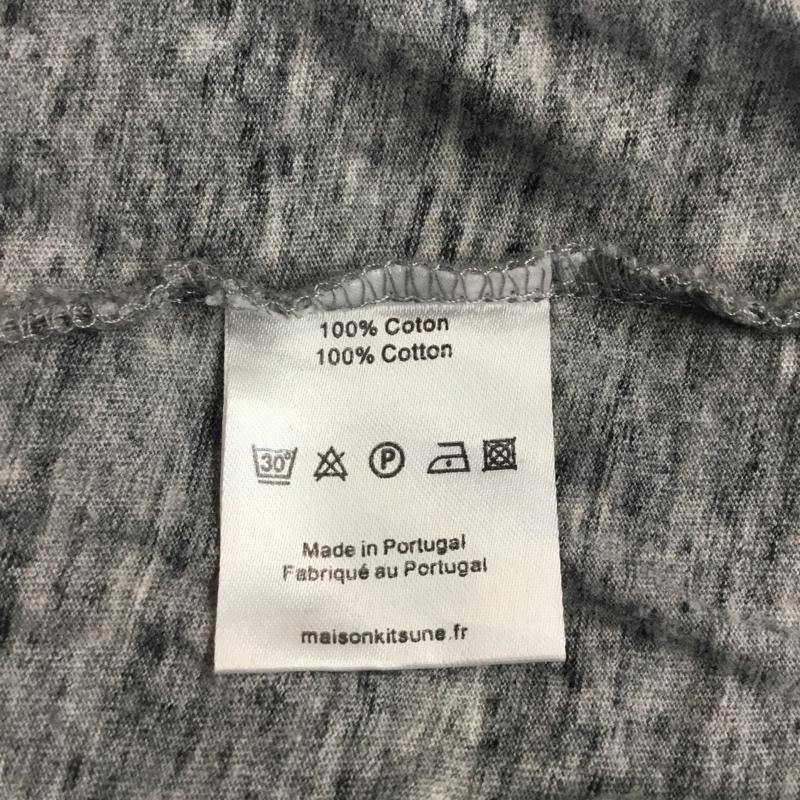 100% Coton
100% Cotton
30°
P
Made in Portugal
Fabriqué au Portugal
maisonkitsune.fr